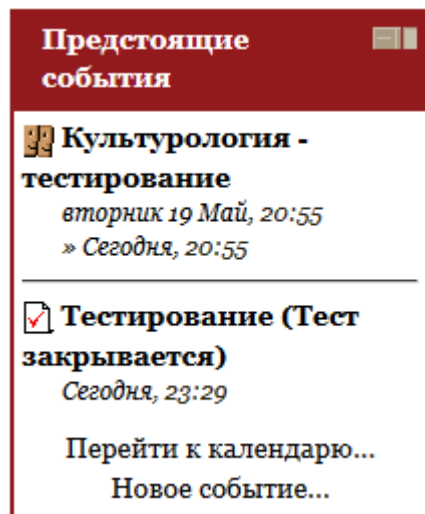 Предстоящие
события
Культурология -
тестирование
вторник 19 Май, 20:55
» Сегодня, 20:55
Тестирование (Тест
закрывается)
Сегодня, 23:29
Перейти к календарю...
Новое событие...